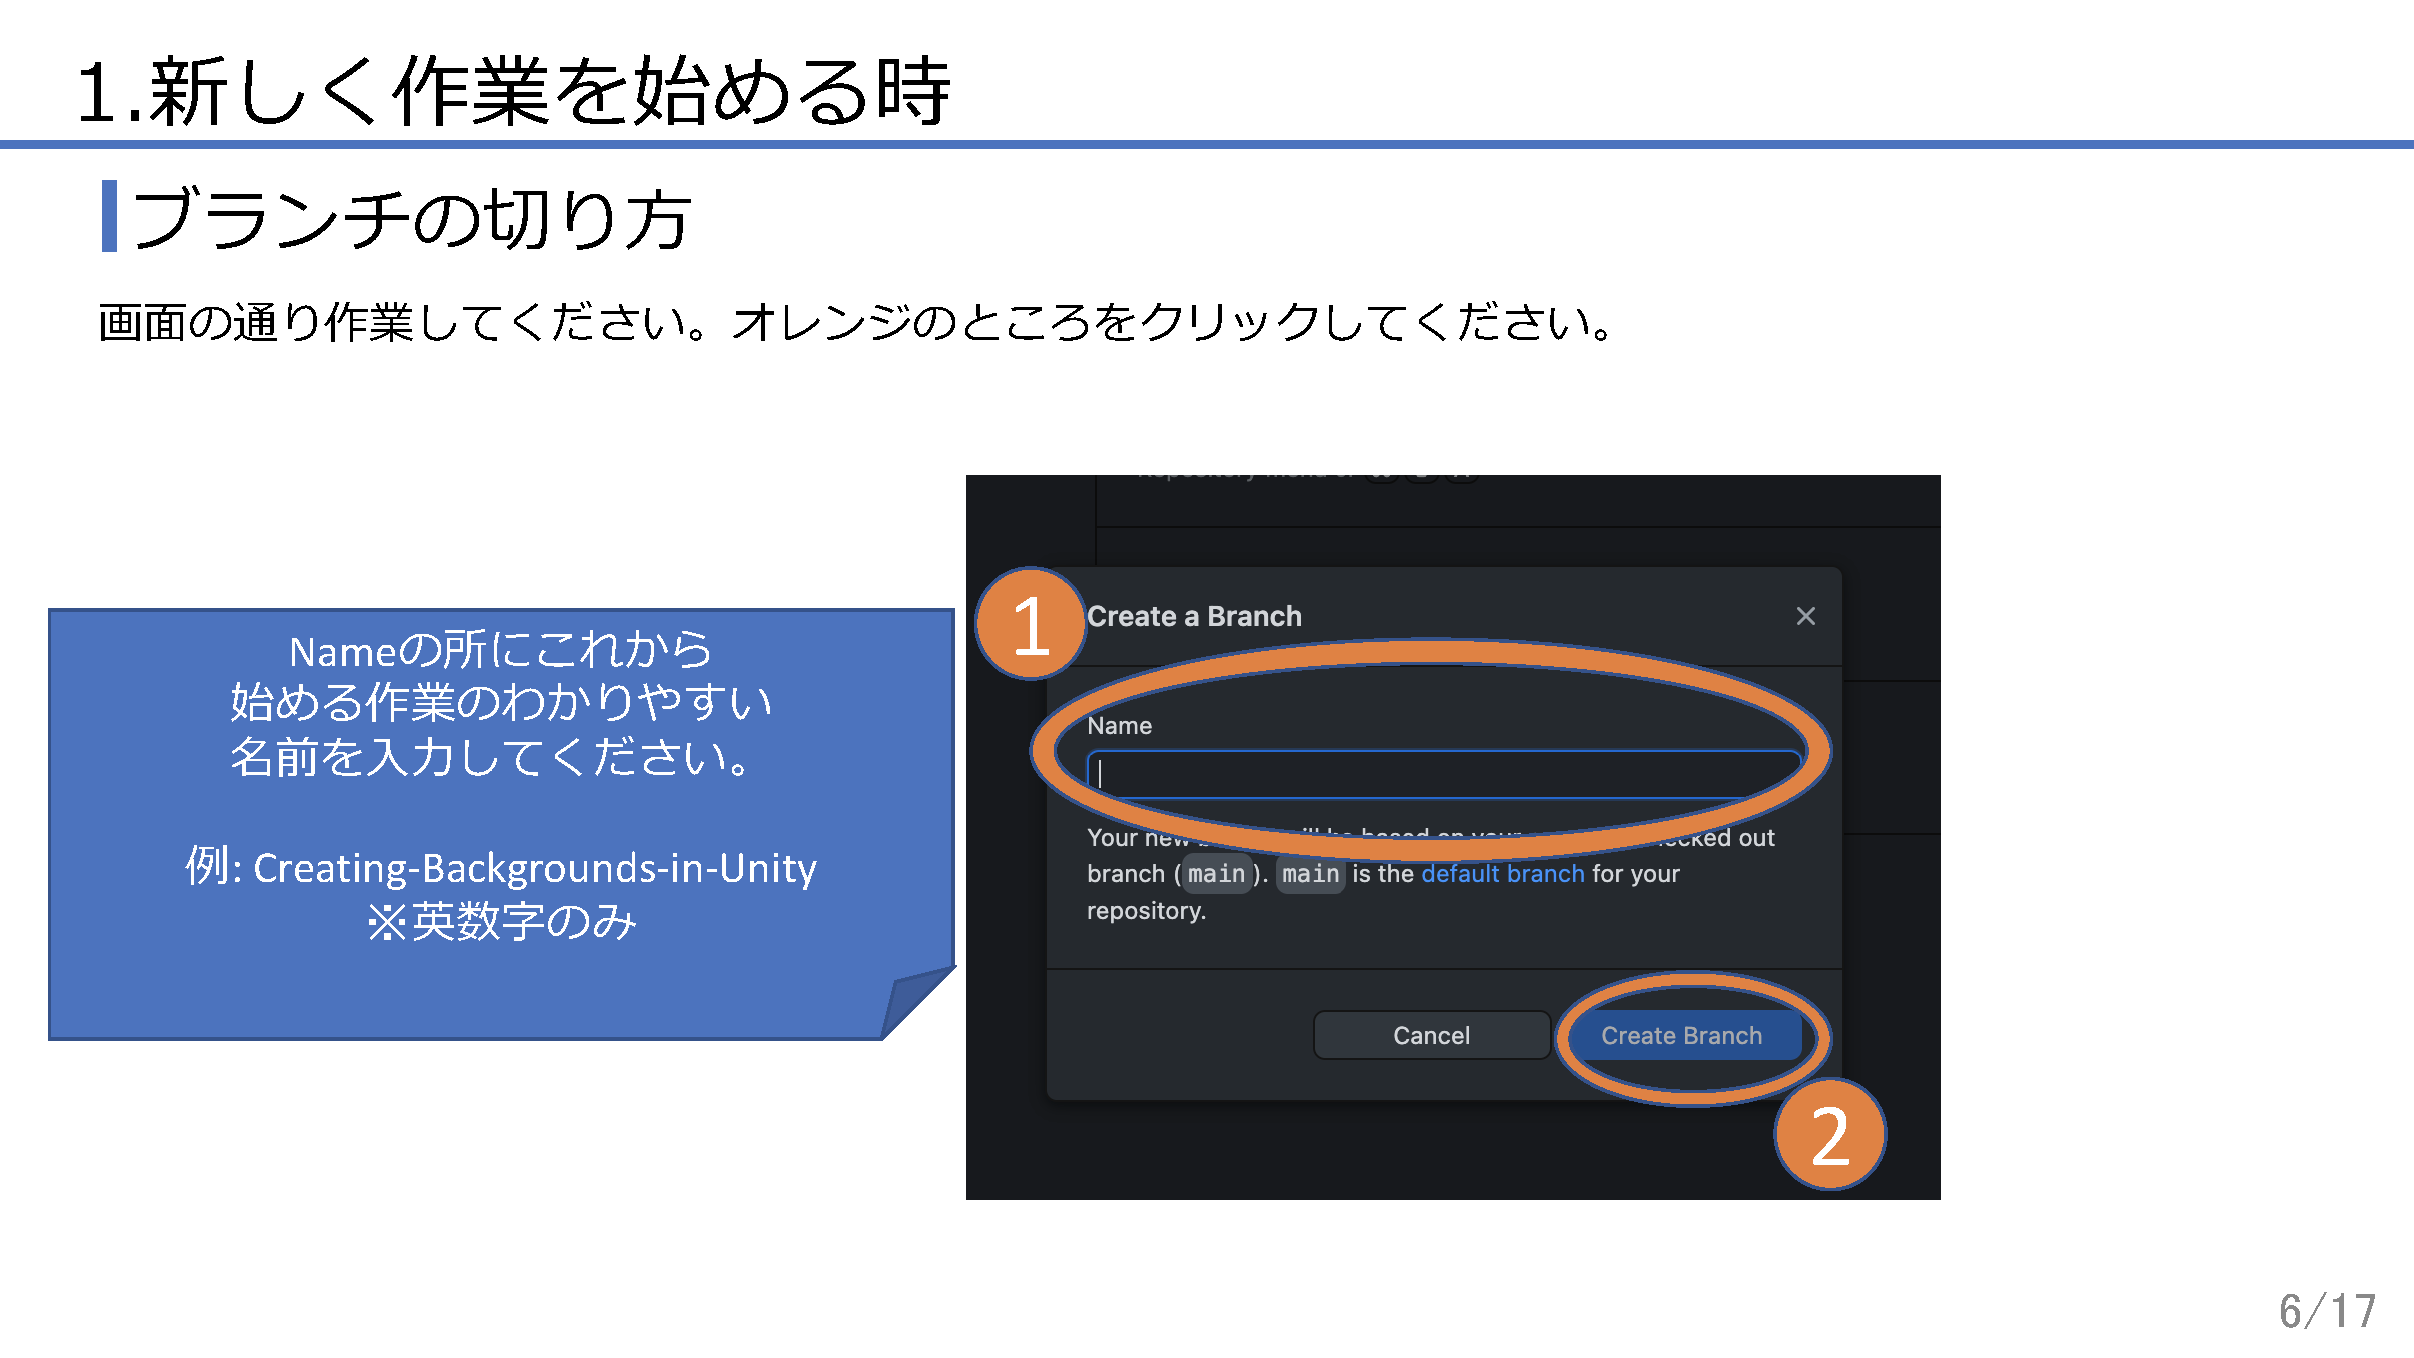 1.新しく作業を始める時
ブランチの切り方
画面の通り作業してください。オレンジのところをクリックしてください。
Nameの所にこれから
始める作業のわかりやすい
名前を入力してください。
例: Creating-Backgrounds-in-Unity
※英数字のみ
1
Create a Branch
Name
Your new based on your out
branch (main). main is the default branch for your
repository.
Cancel
Create Branch
2
6/17